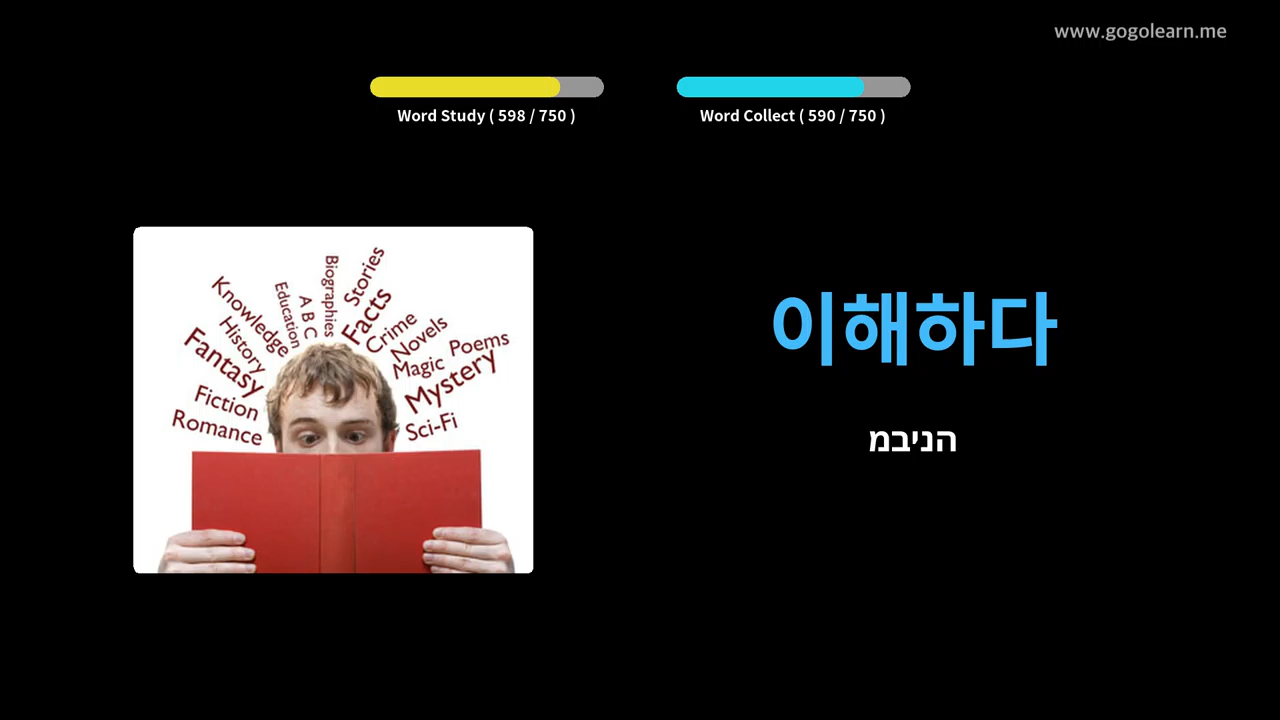 www.gogolearn.me
Word Study ( 598 / 750 )
Word Collect ( 590 / 750 )
Knowledge
History
Fantasy
Fiction
Romance
Education
A B C
Biographies
Stories
Facts
Crime
Novels
Magic
Poems
Mystery
Sci-Fi
이해하다
הניבמ